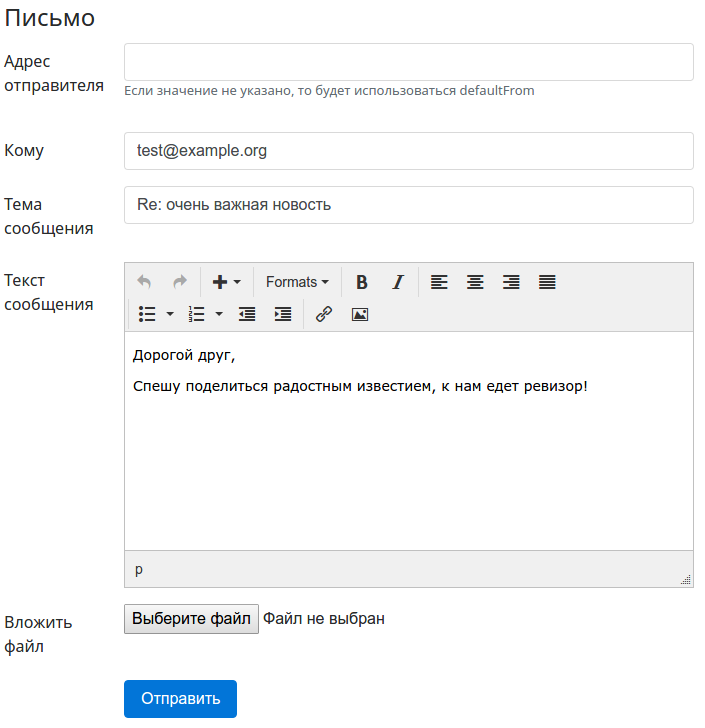 Письмо
Адрес
отправителя
Если значение не указано, то будет использоваться defaultFrom
Кому
test@example.org
Тема
сообщения
Re: очень важная новость
Текст
сообщения
Formats
B I
Дорогой друг,
Спешу поделиться радостным известием, к нам едет ревизор!
p
Вложить
файл
Выберите файл Файл не выбран
Отправить